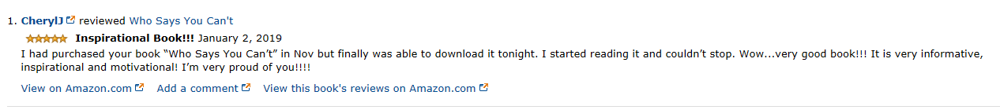 1. CherylJ reviewed Who Says You Can't
Inspirational Book!!! January 2, 2019
I had purchased your book “Who Says You Can’t” in Nov but finally was able to download it tonight. I started reading it and couldn’t stop. Wow...very good book!!! It is very informative,
inspirational and motivational! I’m very proud of you!!!!
View on Amazon.com Add a comment View this book's reviews on Amazon.com